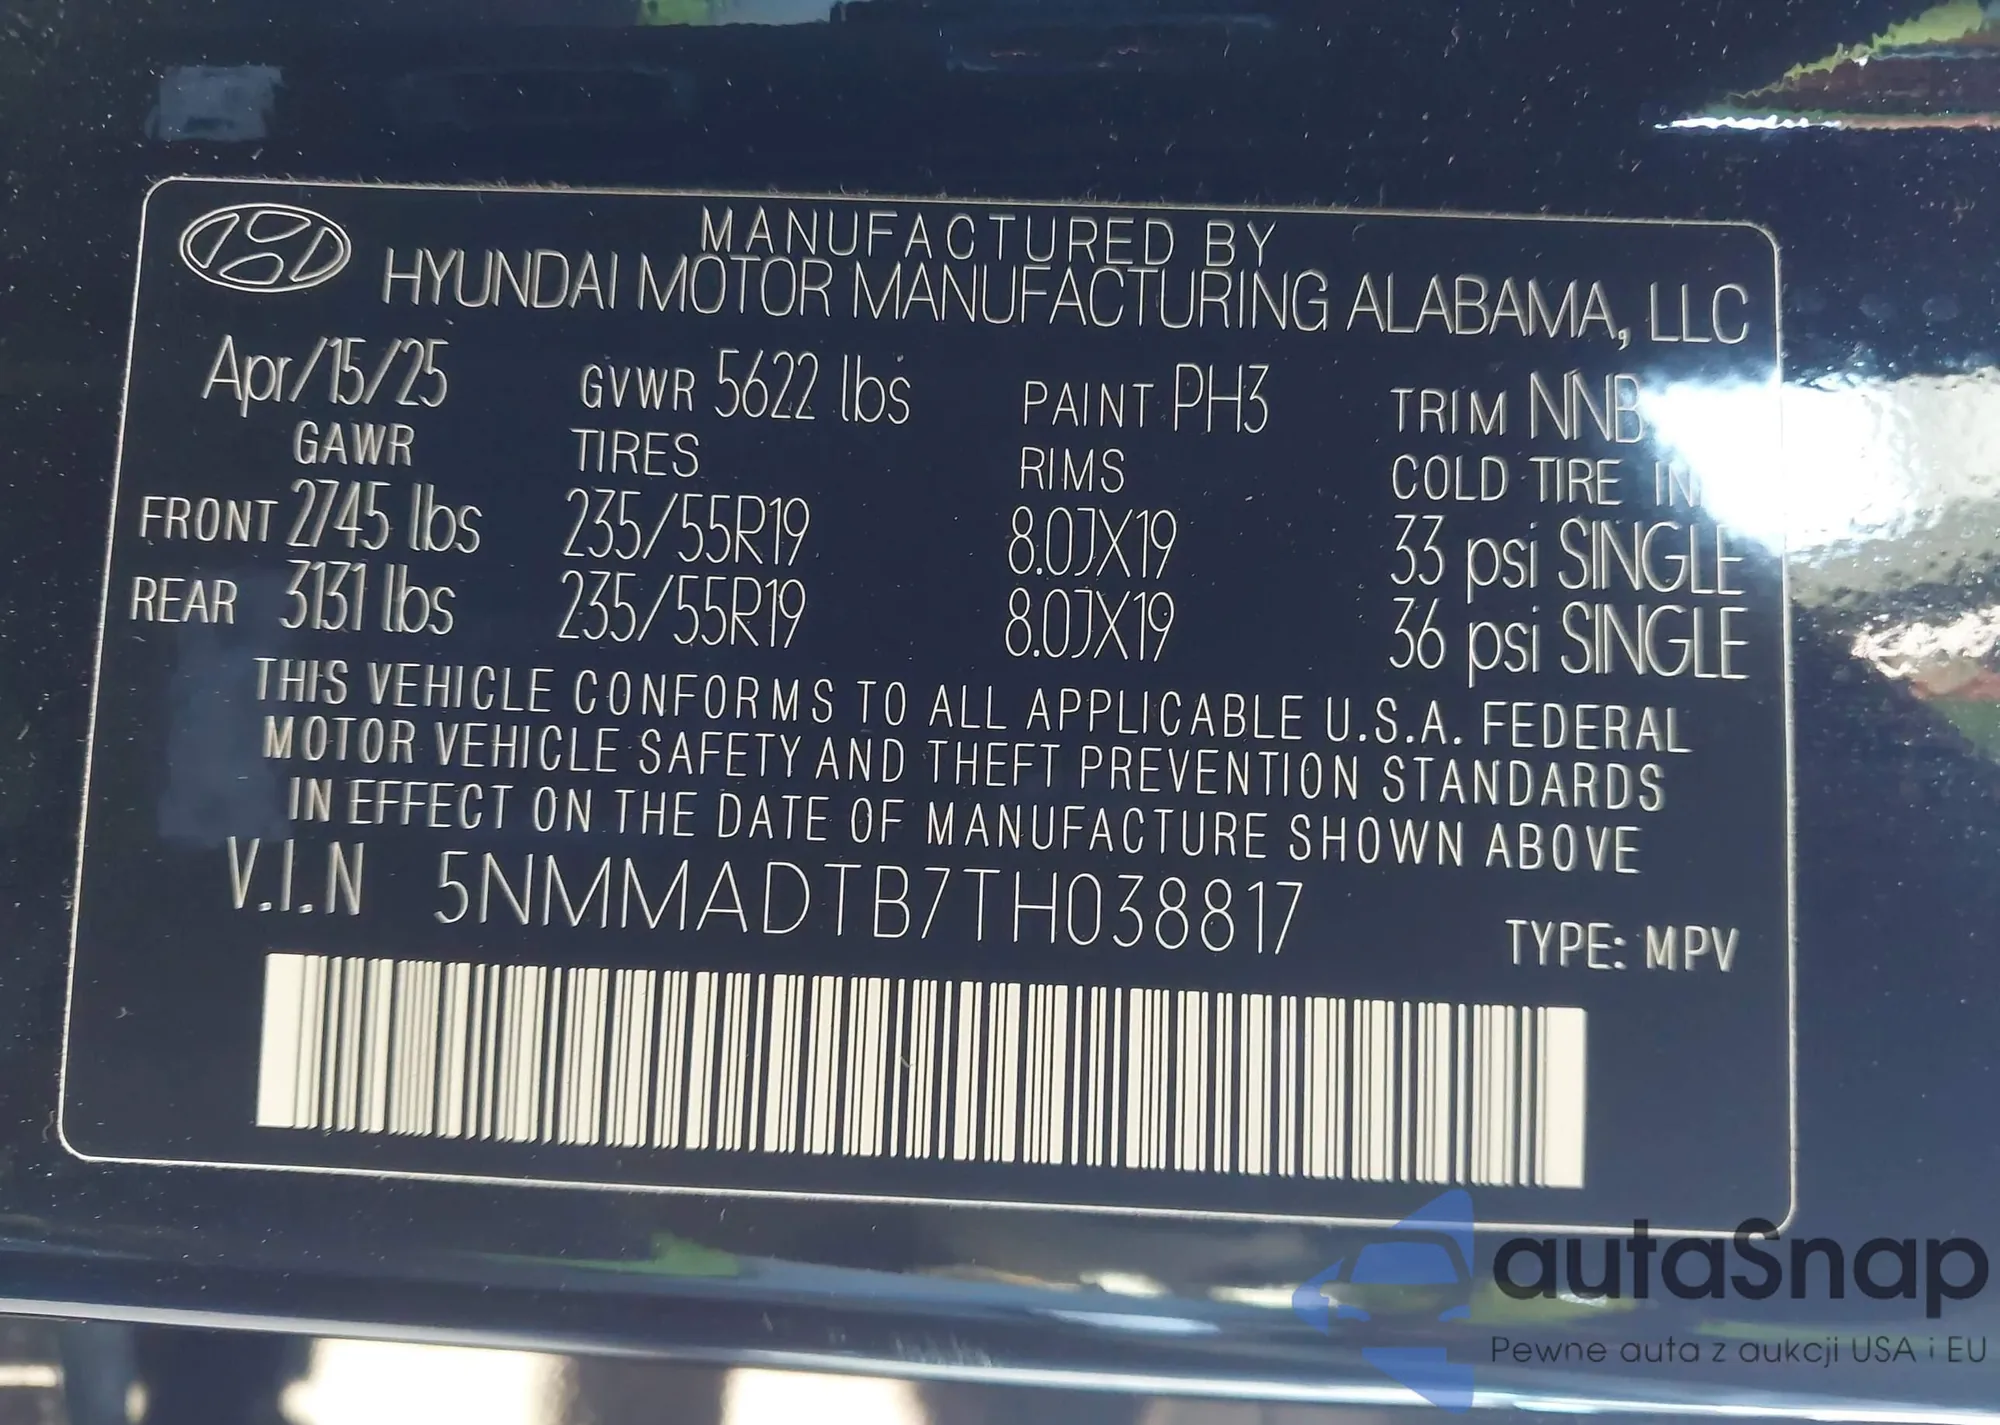 MANUFACTURED BY
HYUNDAI MOTOR MANUFACTURING ALABAMA, LLC
Apr/15/25 GVWR 5622 lbs PAINT PH3 TRIM NNB
GAWR TIRES RIMS COLD TIRE
FRONT 2745 lbs 235/55R19 8.0JX19 33 psi SINGLE
REAR 3131 lbs 235/55R19 8.0JX19 36 psi SINGLE
THIS VEHICLE CONFORMS TO ALL APPLICABLE U.S.A. FEDERAL
MOTOR VEHICLE SAFETY AND THEFT PREVENTION STANDARDS
IN EFFECT ON THE DATE OF MANUFACTURE SHOWN ABOVE
V.I.N 5NMMADTB7TH038817
TYPE: MPV
autaSnap
Pewne auta z aukcji USA i EU